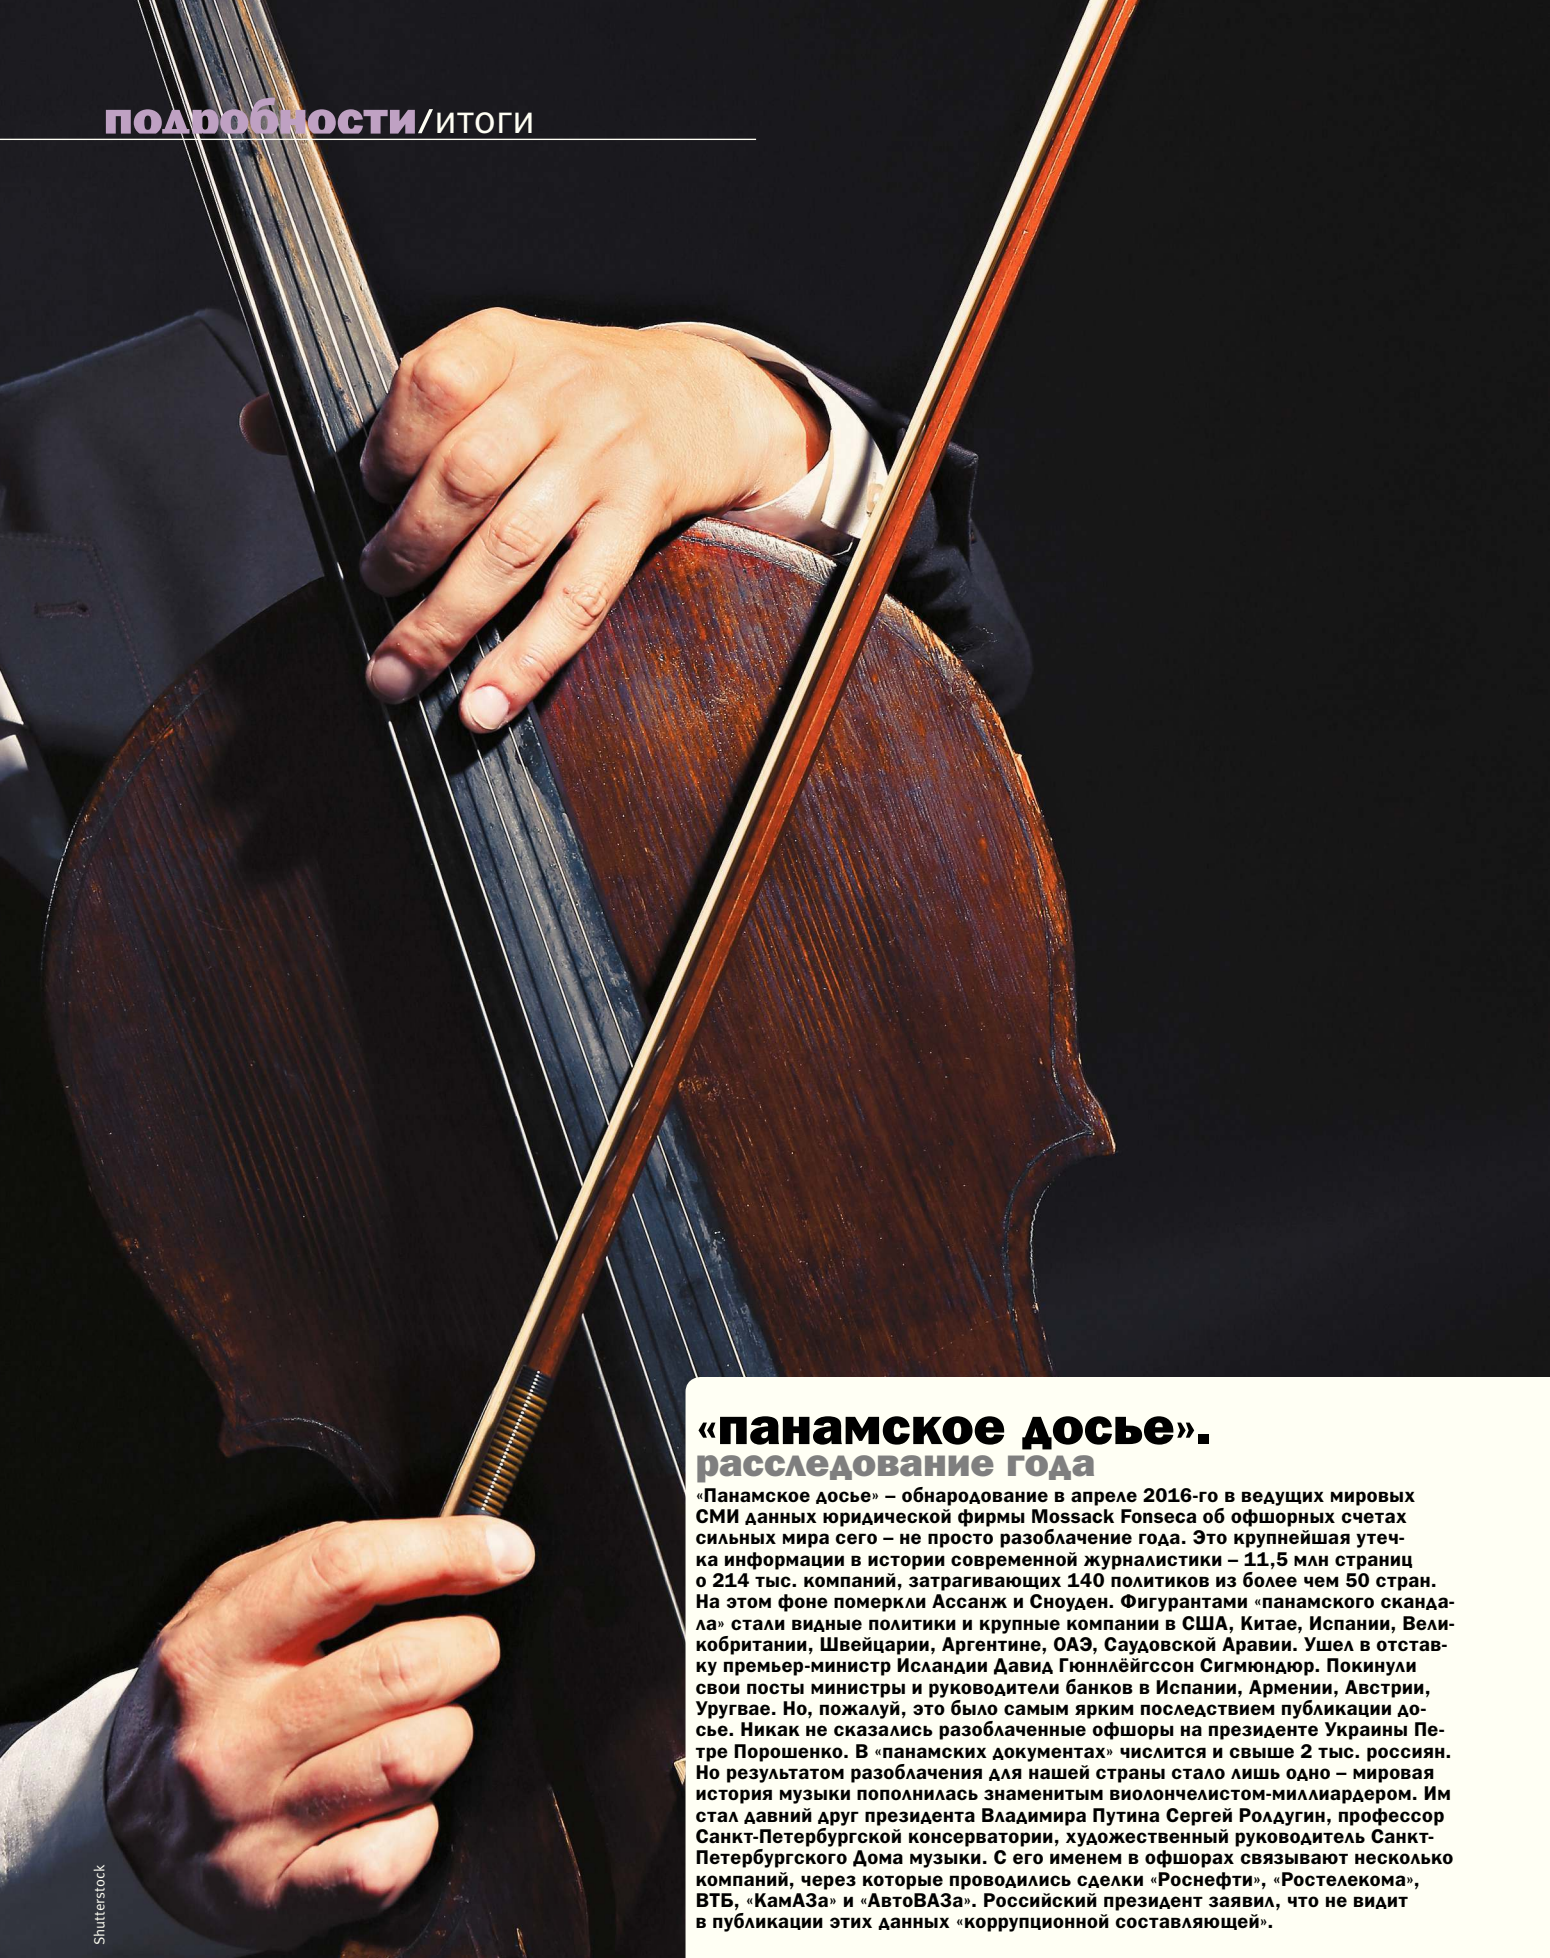 подробности/итоги
«панамское досье».
расследование года
«Панамское досье» – обнародование в апреле 2016-го в ведущих мировых
СМИ данных юридической фирмы Mossack Fonseca об офшорных счетах
сильных мира сего – не просто разоблачение года. Это крупнейшая утеч-
ка информации в истории современной журналистики – 11,5 млн страниц
о 214 тыс. компаний, затрагивающих 140 политиков из более чем 50 стран.
На этом фоне померкли Ассанж и Сноуден. Фигурантами «панамского сканда-
ла» стали видные политики и крупные компании в США, Китае, Испании, Вели-
кобритании, Швейцарии, Аргентине, ОАЭ, Саудовской Аравии. Ушел в отстав-
ку премьер-министр Исландии Давид Гюннлёйгссон Сигмюндюр. Покинули
свои посты министры и руководители банков в Испании, Армении, Австрии,
Уругвае. Но, пожалуй, это было самым ярким последствием публикации до-
сье. Никак не сказались разоблаченные офшоры на президенте Украины Пе-
тре Порошенко. В «панамских документах» числится и свыше 2 тыс. россиян.
Но результатом разоблачения для нашей страны стало лишь одно – мировая
история музыки пополнилась знаменитым виолончелистом-миллиардером. Им
стал давний друг президента Владимира Путина Сергей Ролдугин, профессор
Санкт-Петербургской консерватории, художественный руководитель Санкт-
Петербургского Дома музыки. С его именем в офшорах связывают несколько
компаний, через которые проводились сделки «Роснефти», «Ростелекома»,
ВТБ, «КамАЗа» и «АвтоВАЗа». Российский президент заявил, что не видит
в публикации этих данных «коррупционной составляющей».
Shutterstock